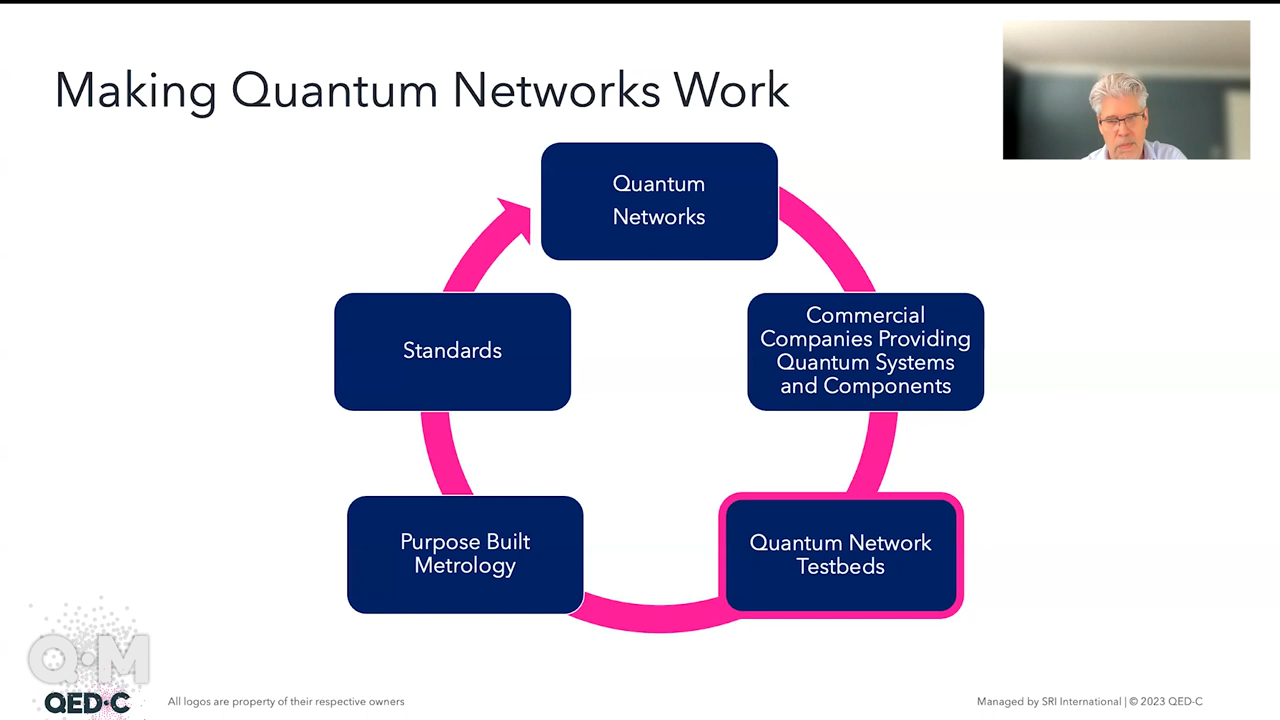 Making Quantum Networks Work
Quantum
Networks
Commercial
Companies Providing
Quantum Systems
and Components
Standards
Purpose Built
Metrology
Quantum Network
Testbeds
Q·M
QED·C
All logos are property of their respective owners
Managed by SRI International | © 2023 QED-C